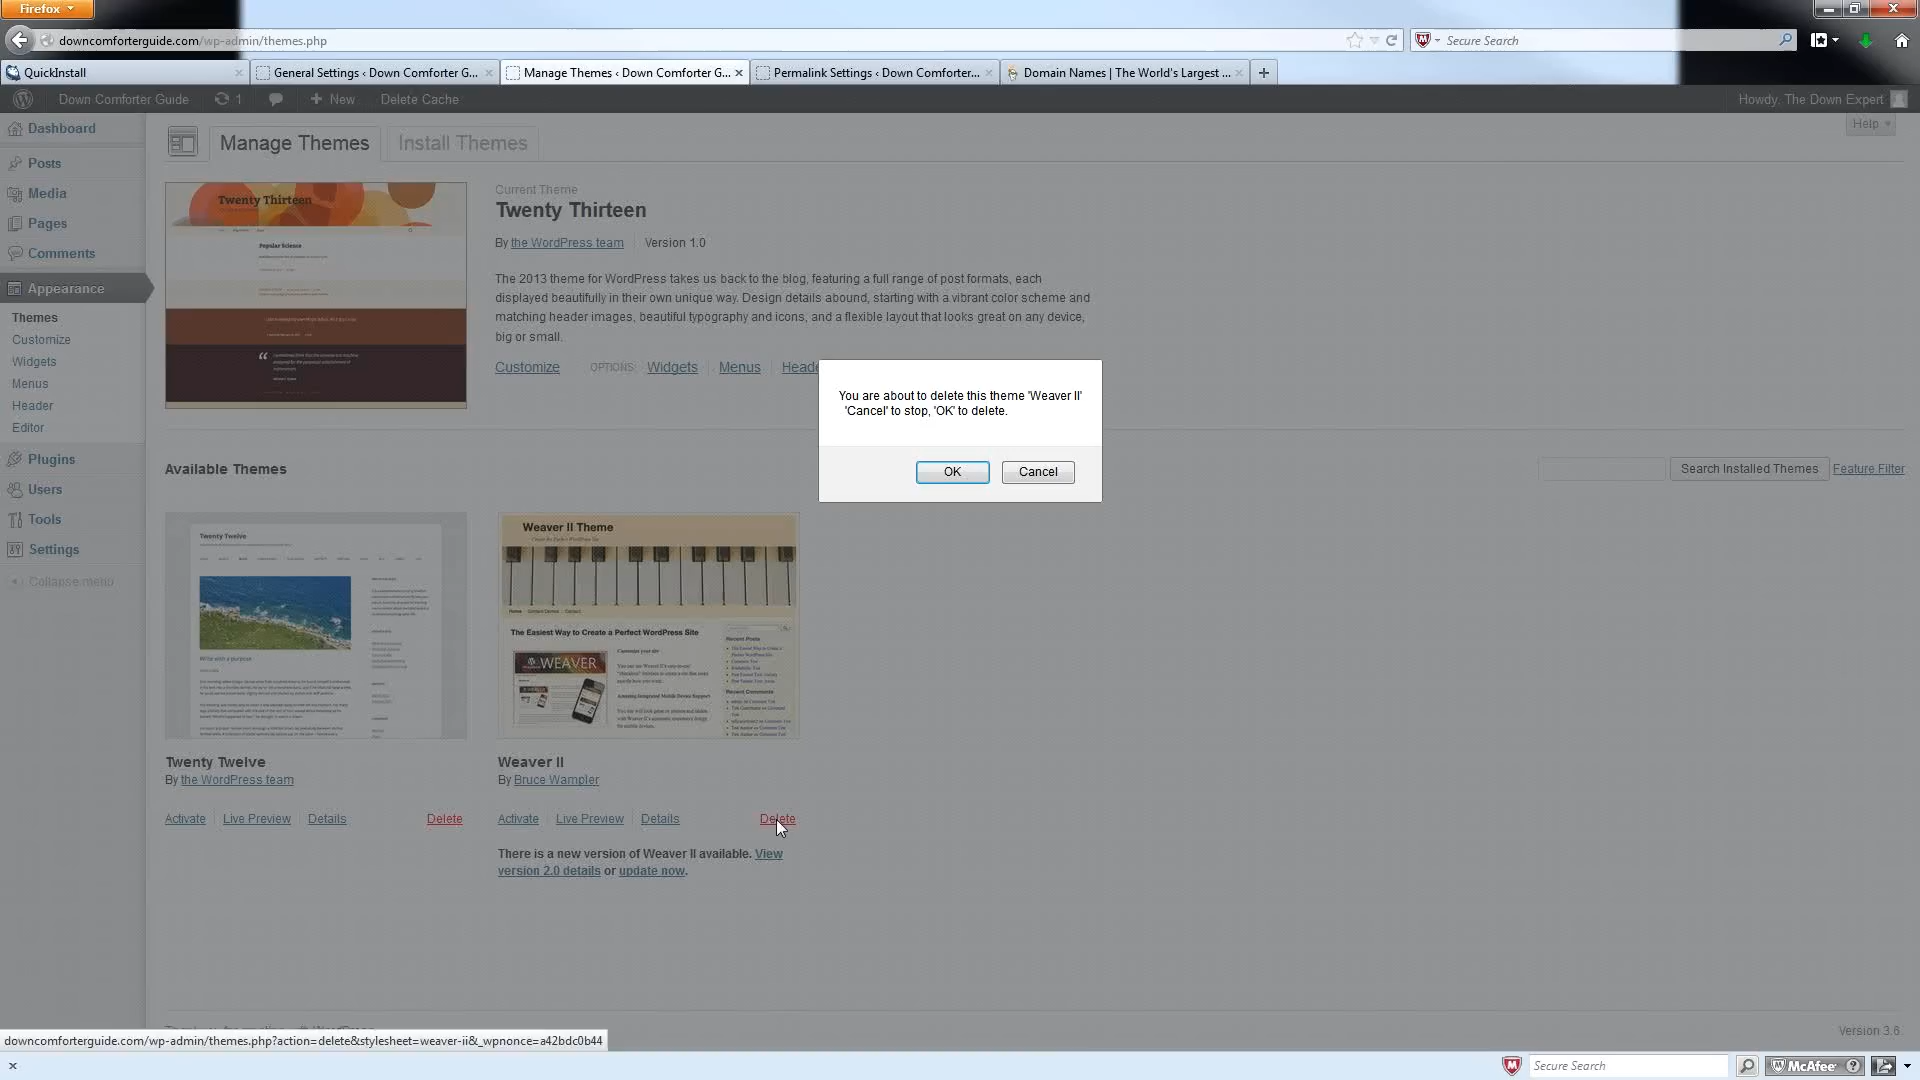 Firefox
downcomforterguide.com/wp-admin/themes.php
Secure Search
QuickInstall
General Settings ‹ Down Comforter G...
Manage Themes ‹ Down Comforter G...
Permalink Settings ‹ Down Comforter...
Domain Names | The World's Largest ...
Down Comforter Guide
1
New
Delete Cache
Howdy, The Down Expert
Help
Dashboard
Posts
Media
Pages
Comments
Appearance
Themes
Customize
Widgets
Menus
Header
Editor
Plugins
Users
Tools
Settings
Collapse menu
Manage Themes
Install Themes
Twenty Thirteen
Popular Science
Current Theme
Twenty Thirteen
By the WordPress team
Version 1.0
The 2013 theme for WordPress takes us back to the blog, featuring a full range of post formats, each
displayed beautifully in their own unique way. Design details abound, starting with a vibrant color scheme and
matching header images, beautiful typography and icons, and a flexible layout that looks great on any device,
big or small.
Customize OPTIONS: Widgets Menus Heade
You are about to delete this theme 'Weaver II'
'Cancel' to stop, 'OK' to delete.
OK
Cancel
Available Themes
Search Installed Themes
Feature Filter
Twenty Twelve
Write with a purpose
Weaver II Theme
The Easiest Way to Create a Perfect WordPress Site
WEAVER
Recent Posts
Recent Comments
Twenty Twelve
By the WordPress team
Activate Live Preview Details Delete
Weaver II
By Bruce Wampler
Activate Live Preview Details Delete
There is a new version of Weaver II available. View
version 2.0 details or update now.
Version 3.6
downcomforterguide.com/wp-admin/themes.php?action=delete&stylesheet=weaver-ii&_wpnonce=a42bdc0b44
Secure Search
McAfee